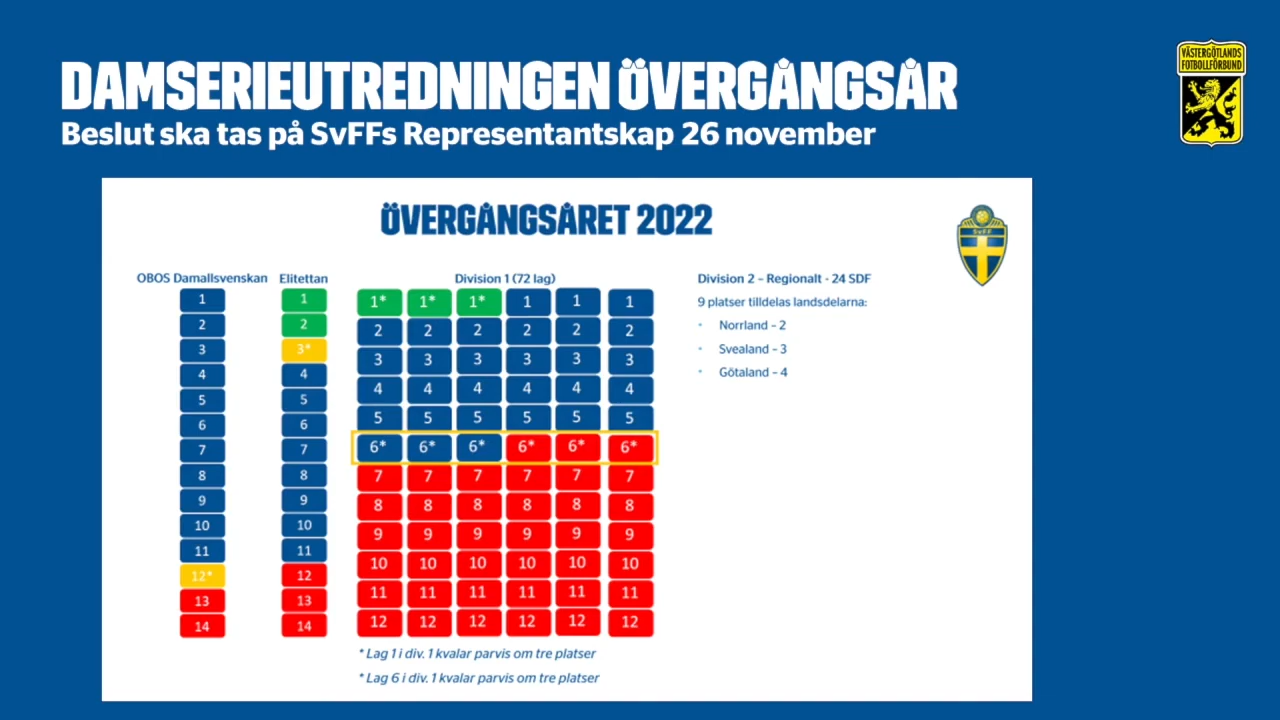 DAMSERIEUTREDNINGEN ÖVERGÅNGSÅR
VÄSTERGÖTLANDS
FOTBOLLFÖRBUND
Beslut ska tas på SvFFs Representantskap 26 november
ÖVERGÅNGSÅRET 2022
SvFF
OBOS Damallsvenskan
1
2
3
4
5
6
7
8
9
10
11
12*
13
14
Elitettan
1
2
3*
4
5
6
7
8
9
10
11
12
13
14
Division 1 (72 lag)
1* 1* 1* 1 1 1
2 2 2 2 2 2
3 3 3 3 3 3
4 4 4 4 4 4
5 5 5 5 5 5
6* 6* 6* 6* 6* 6*
7 7 7 7 7 7
8 8 8 8 8 8
9 9 9 9 9 9
10 10 10 10 10 10
11 11 11 11 11 11
12 12 12 12 12 12
* Lag 1 i div. 1 kvalar parvis om tre platser
* Lag 6 i div. 1 kvalar parvis om tre platser
Division 2 – Regionalt - 24 SDF
9 platser tilldelas landsdelarna:
• Norrland – 2
• Svealand – 3
• Götaland – 4